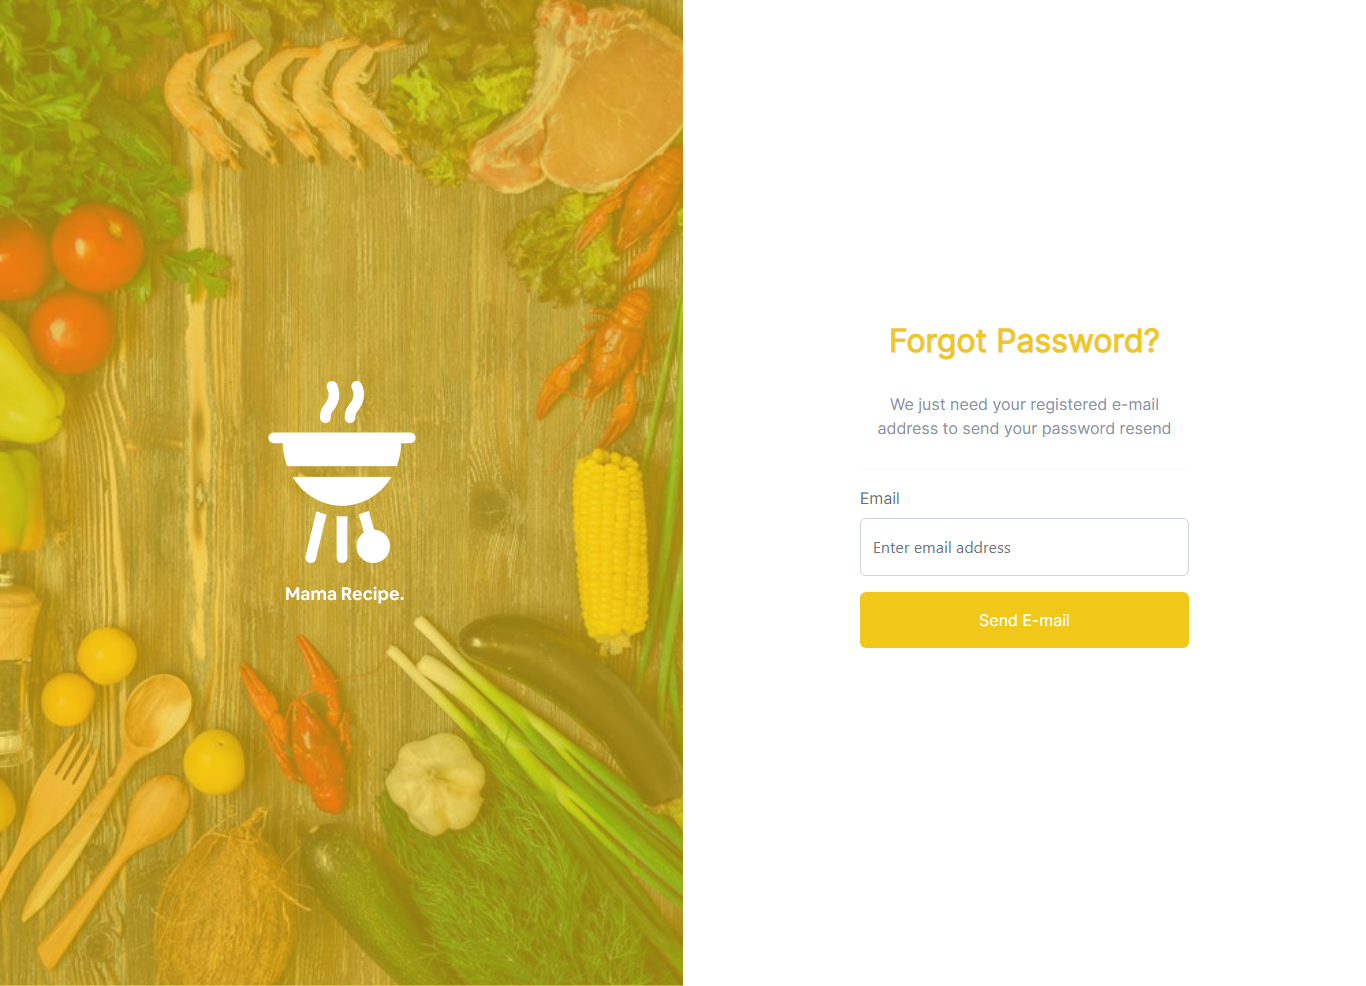 Mama Recipe.
Forgot Password?
We just need your registered e-mail
address to send your password resend
Email
Enter email address
Send E-mail